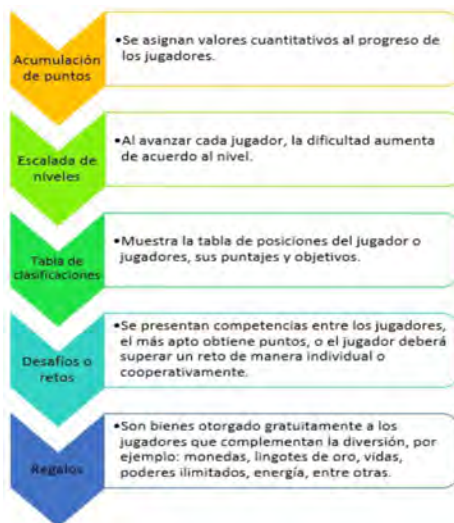 Acumulación
de puntos
•Se asignan valores cuantitativos al progreso de
los jugadores.
Escalada de
niveles
•Al avanzar cada jugador, la dificultad aumenta
de acuerdo al nivel.
Tabla de
clasificaciones
•Muestra la tabla de posiciones del jugador o
jugadores, sus puntajes y objetivos.
Desafíos o
retos
•Se presentan competencias entre los jugadores,
el más apto obtiene puntos, o el jugador deberá
superar un reto de manera individual o
cooperativamente.
Regalos
•Son bienes otorgado gratuitamente a los
jugadores que complementan la diversión, por
ejemplo: monedas, lingotes de oro, vidas,
poderes ilimitados, energía, entre otras.